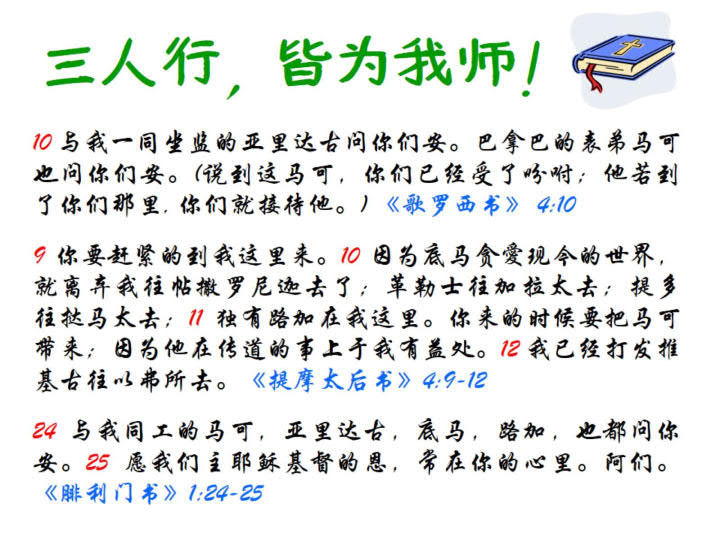 三人行，皆为我师！
10 与我一同坐监的亚里达古问你们安。巴拿巴的表弟马可
也问你们安。(说到这马可，你们已经受了吩咐；他若到
了你们那里，你们就接待他。) 《歌罗西书》 4:10
9 你要赶紧的到我这里来。10 因为底马贪爱现今的世界，
就离弃我往帖撒罗尼迦去了；革勒士往加拉太去；提多
往挞马太去；11 独有路加在我这里。你来的时候要把马可
带来；因为他在传道的事上于我有益处。12 我已经打发推
基古往以弗所去。《提摩太后书》4:9-12
24 与我同工的马可，亚里达古，底马，路加，也都问你
安。25 愿我们主耶稣基督的恩，常在你的心里。阿们。
《腓利门书》1:24-25